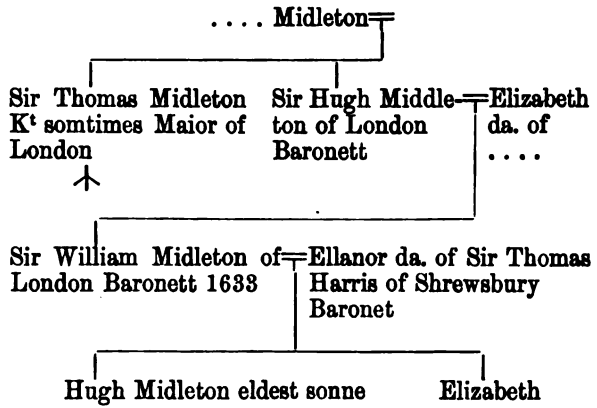 .... Midleton
Sir Thomas Midleton
Kt somtimes Maior of
London
Sir Hugh Middle-
ton of London
Baronett
Elizabeth
da. of
....
Sir William Midleton of
London Baronett 1633
Ellanor da. of Sir Thomas
Harris of Shrewsbury
Baronet
Hugh Midleton eldest sonne
Elizabeth